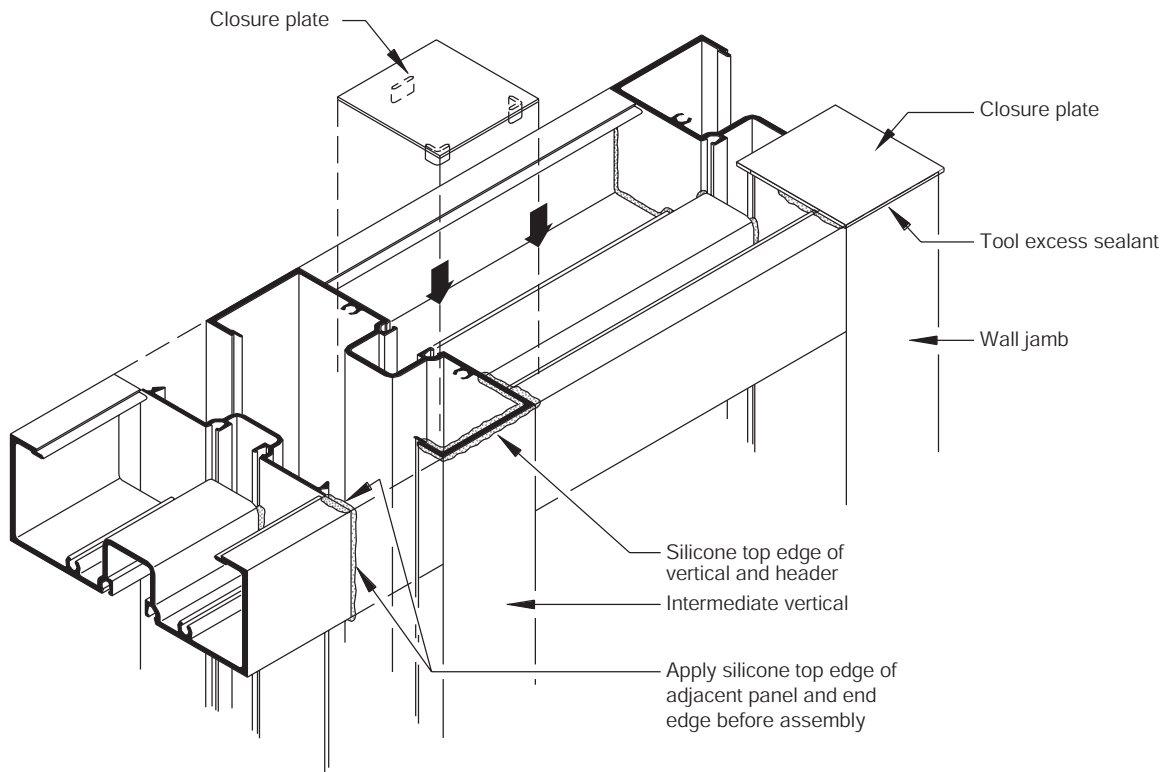 Closure plate
Closure plate
Tool excess sealant
Wall jamb
Silicone top edge of
vertical and header
Intermediate vertical
Apply silicone top edge of
adjacent panel and end
edge before assembly